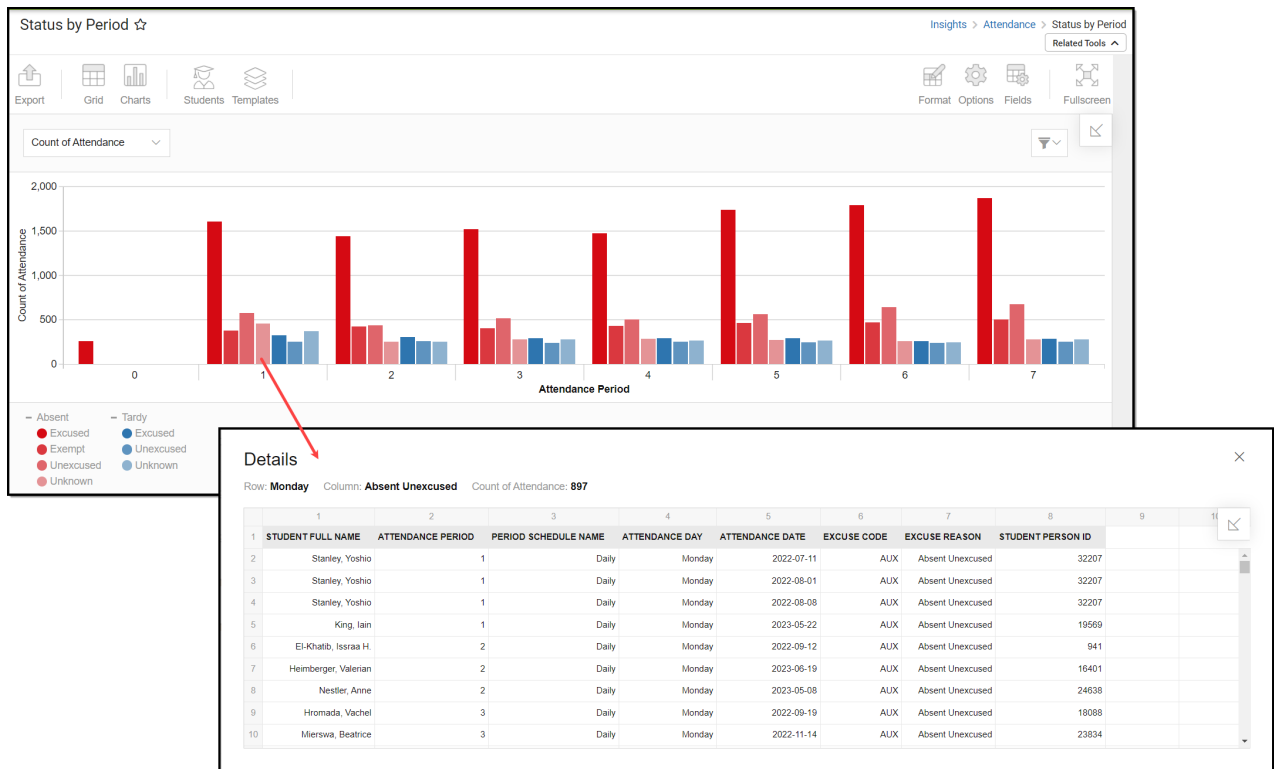 Status by Period
Insights > Attendance > Status by Period
Related Tools
Export Grid Charts Students Templates Format Options Fields Fullscreen
Count of Attendance
2,000
1,500
1,000
500
0
Count of Attendance
0 1 2 3 4 5 6 7
Attendance Period
Absent Tardy
Excused Excused
Exempt Unexcused
Unexcused Unknown
Unknown
Details
Row: Monday Column: Absent Unexcused Count of Attendance: 897
1 2 3 4 5 6 7 8 9 10
1 STUDENT FULL NAME ATTENDANCE PERIOD PERIOD SCHEDULE NAME ATTENDANCE DAY ATTENDANCE DATE EXCUSE CODE EXCUSE REASON STUDENT PERSON ID
2 Stanley, Yoshio 1 Daily Monday 2022-07-11 AUX Absent Unexcused 32207
3 Stanley, Yoshio 1 Daily Monday 2022-08-01 AUX Absent Unexcused 32207
4 Stanley, Yoshio 1 Daily Monday 2022-08-08 AUX Absent Unexcused 32207
5 King, Iain 1 Daily Monday 2023-05-22 AUX Absent Unexcused 19569
6 El-Khatib, Issraa H. 2 Daily Monday 2022-09-12 AUX Absent Unexcused 941
7 Heimberger, Valerian 2 Daily Monday 2023-06-19 AUX Absent Unexcused 16401
8 Nestler, Anne 2 Daily Monday 2023-05-08 AUX Absent Unexcused 24638
9 Hromada, Vachel 3 Daily Monday 2022-09-19 AUX Absent Unexcused 18088
10 Mierswa, Beatrice 3 Daily Monday 2022-11-14 AUX Absent Unexcused 23834